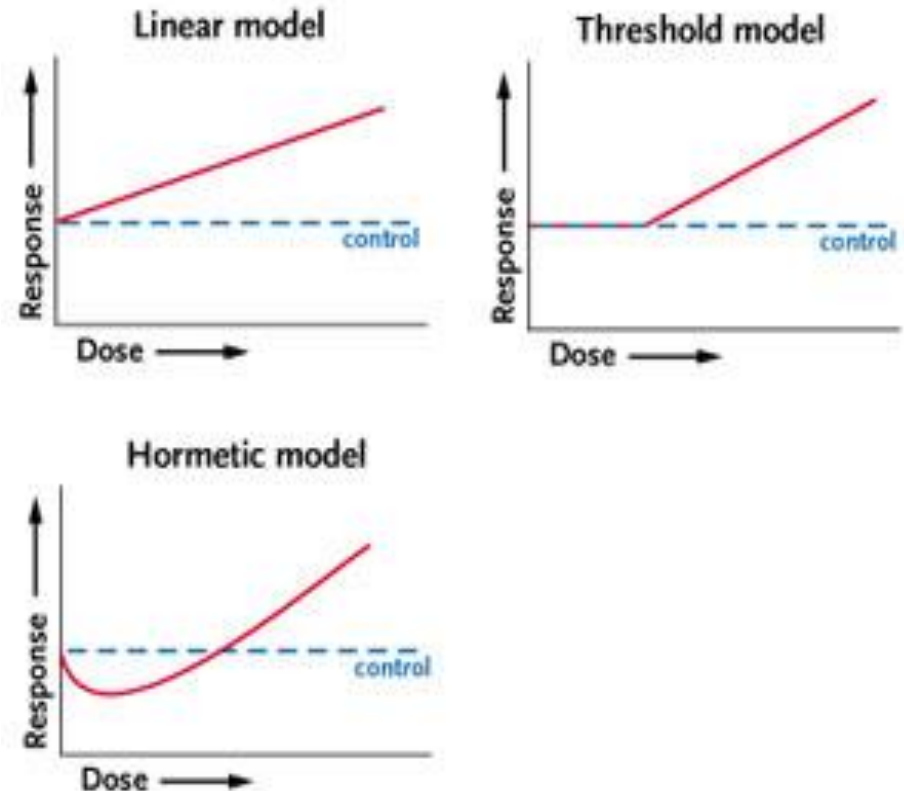 Linear model
Response
control
Dose
Threshold model
Response
control
Dose
Hormetic model
Response
control
Dose